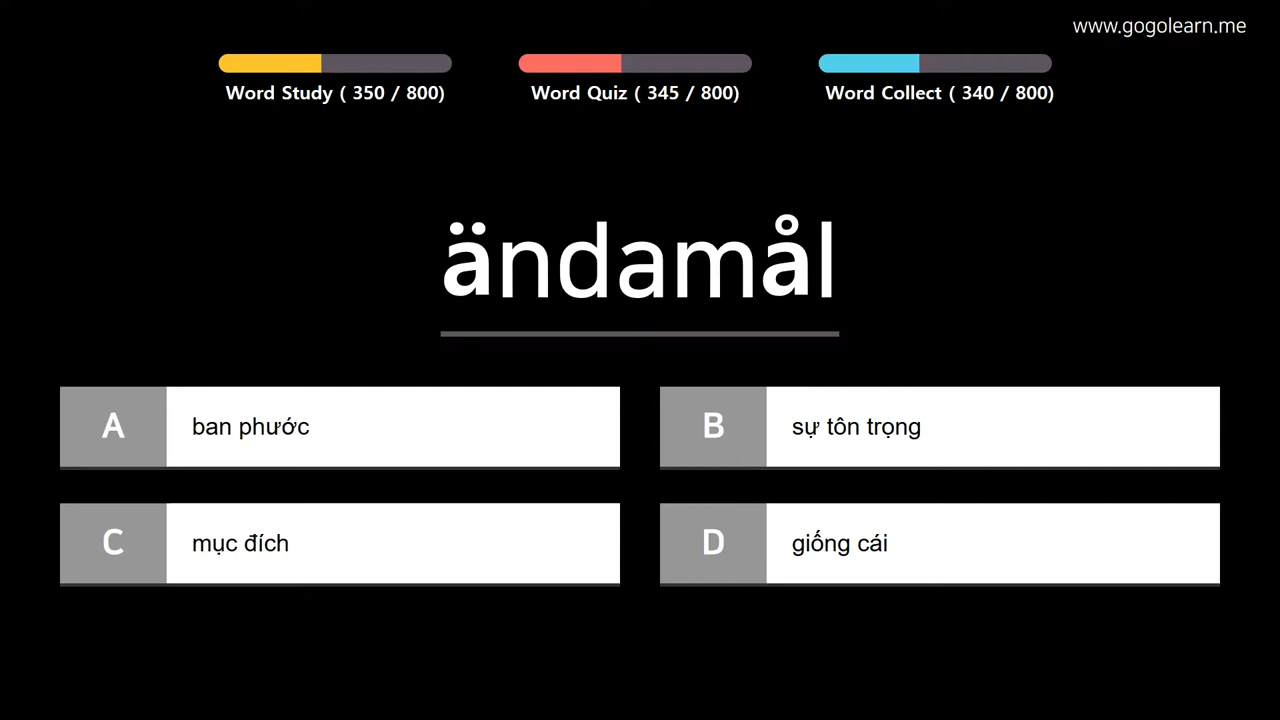 www.gogolearn.me
Word Study ( 350 / 800)
Word Quiz ( 345 / 800)
Word Collect ( 340 / 800)
ändamål
A
ban phước
B
sự tôn trọng
C
mục đích
D
giống cái